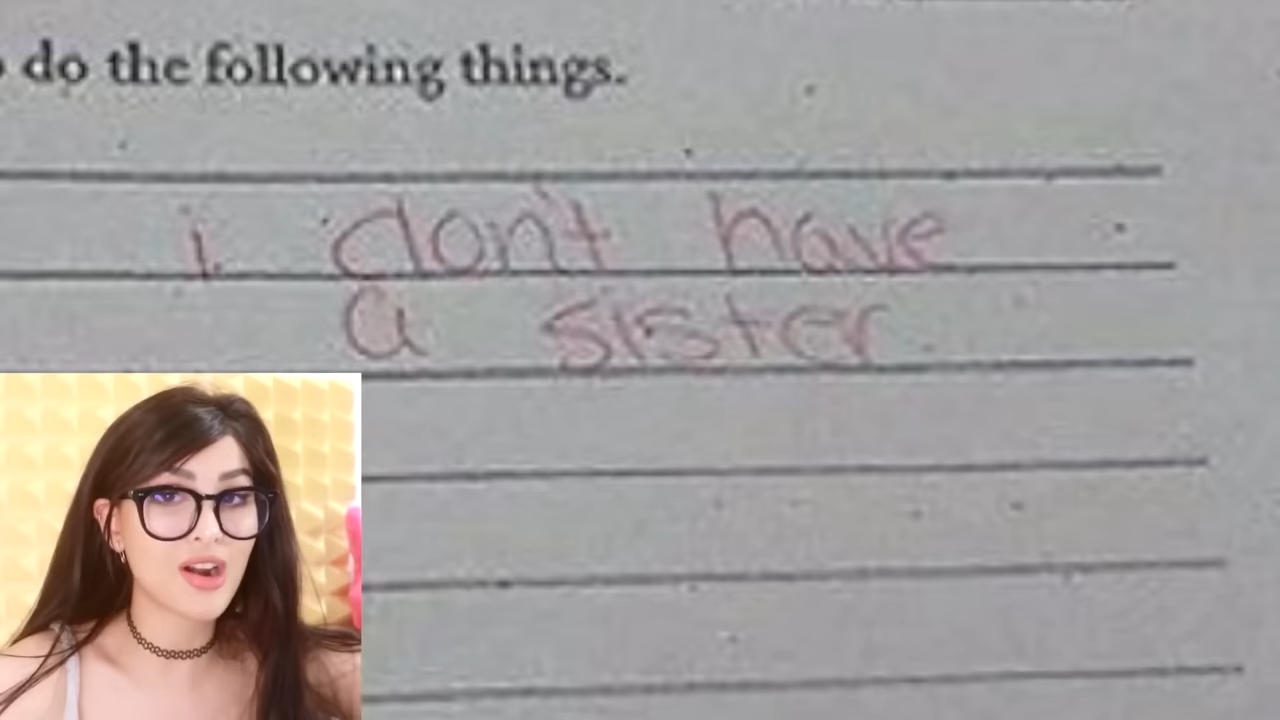 do the following things.
i don't have
a sister.